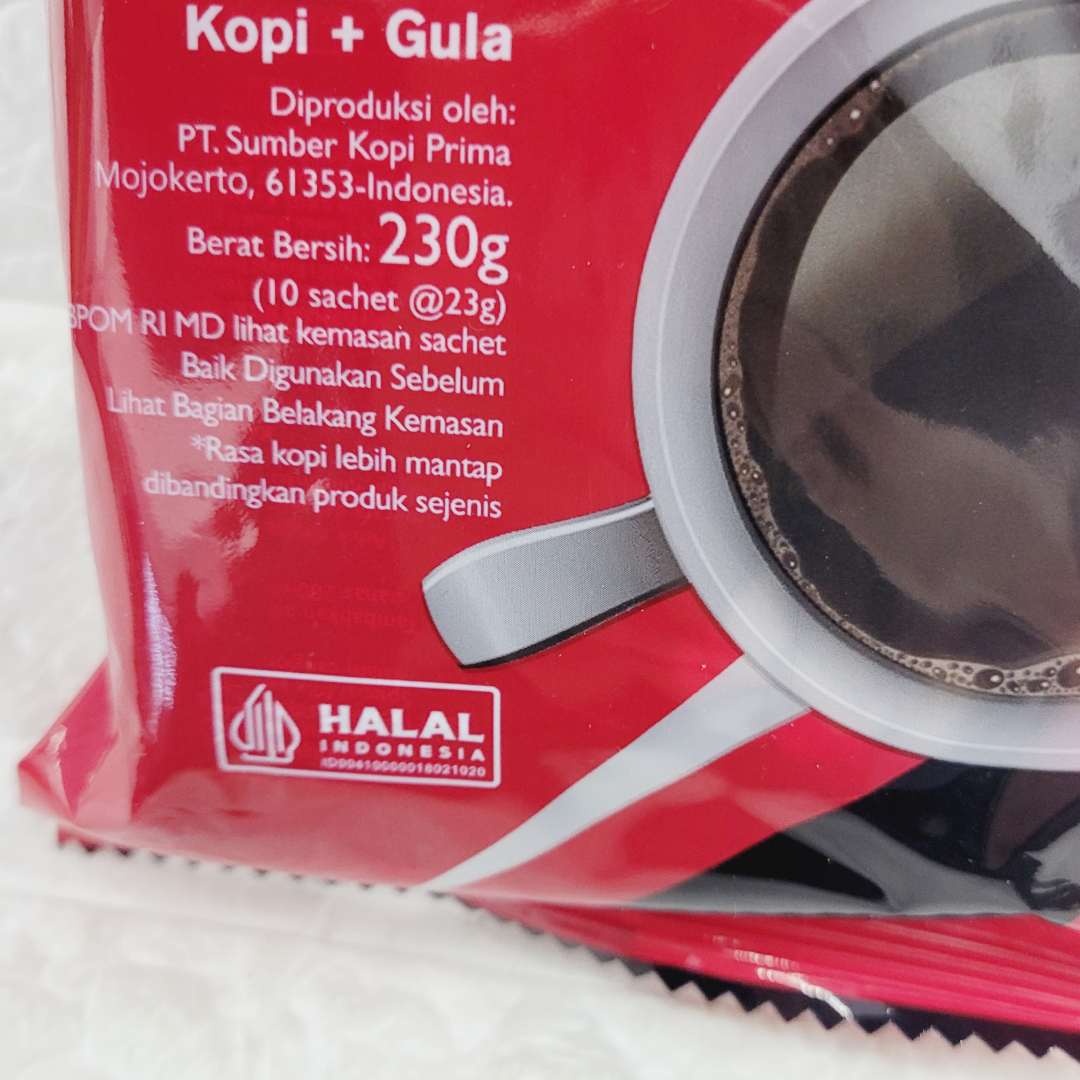 Kopi + Gula
Diproduksi oleh:
PT. Sumber Kopi Prima
Mojokerto, 61353-Indonesia.
Berat Bersih: 230g
(10 sachet @23g)
BPOM RI MD lihat kemasan sachet
Baik Digunakan Sebelum
Lihat Bagian Belakang Kemasan
*Rasa kopi lebih mantap
dibandingkan produk sejenis
HALAL
INDONESIA